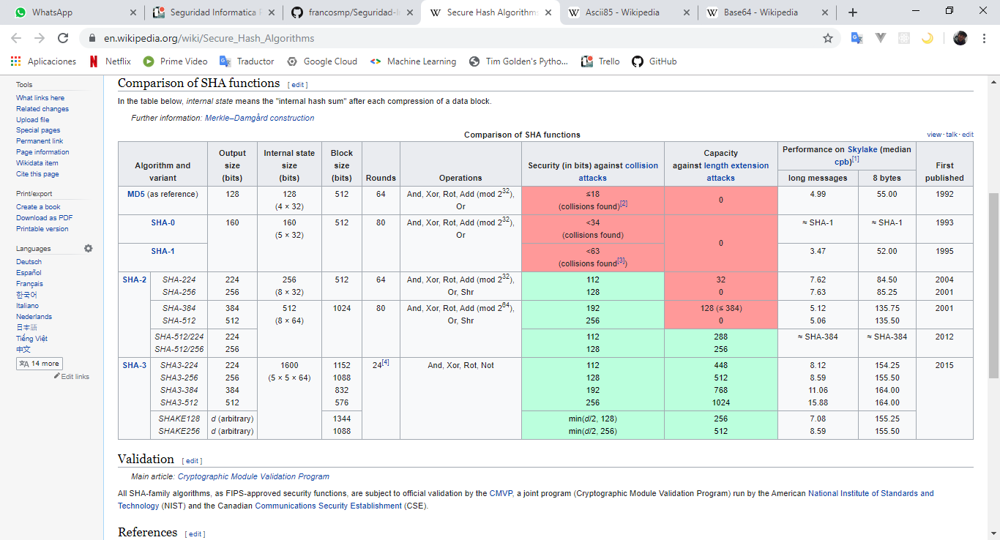 WhatsApp
Seguridad Informatica
francosmp/Seguridad-I
Secure Hash Algorithms
Ascii85 - Wikipedia
Base64 - Wikipedia
en.wikipedia.org/wiki/Secure_Hash_Algorithms
Aplicaciones Netflix Prime Video Traductor Google Cloud Machine Learning Tim Golden's Pytho... Trello GitHub
Tools
What links here
Related changes
Upload file
Special pages
Permanent link
Page information
Wikidata item
Cite this page
Print/export
Create a book
Download as PDF
Printable version
Languages
Deutsch
Español
Français
한국어
Italiano
Nederlands
日本語
Tiếng Việt
中文
14 more
Edit links
Comparison of SHA functions [ edit ]
In the table below, internal state means the "internal hash sum" after each compression of a data block.
Further information: Merkle–Damgård construction
Comparison of SHA functions
view · talk · edit
Algorithm and
variant
Output
size
(bits)
Internal state
size
(bits)
Block
size
(bits)
Rounds
Operations
Security (in bits) against collision
attacks
Capacity
against length extension
attacks
Performance on Skylake (median
cpb)[1]
long messages
8 bytes
First
published
MD5 (as reference) 128 128 512 64 And, Xor, Rot, Add (mod 2^32), ≤18 0 4.99 55.00 1992
(4 × 32) Or (collisions found)[2]
SHA-0 160 160 512 80 And, Xor, Rot, Add (mod 2^32), <34 0 ≈ SHA-1 ≈ SHA-1 1993
(5 × 32) Or (collisions found)
SHA-1 <63 3.47 52.00 1995
(collisions found[3])
SHA-2 SHA-224 224 256 512 64 And, Xor, Rot, Add (mod 2^32), 112 32 7.62 84.50 2004
SHA-256 256 (8 × 32) Or, Shr 128 0 7.63 85.25 2001
SHA-384 384 512 1024 80 And, Xor, Rot, Add (mod 2^64), 192 128 (≤ 384) 5.12 135.75 2001
SHA-512 512 (8 × 64) Or, Shr 256 0 5.06 135.50
SHA-512/224 224 112 288 ≈ SHA-384 ≈ SHA-384 2012
SHA-512/256 256 128 256
SHA-3 SHA3-224 224 1600 1152 24[4] And, Xor, Rot, Not 112 448 8.12 154.25 2015
SHA3-256 256 (5 × 5 × 64) 1088 128 512 8.59 155.50
SHA3-384 384 832 192 768 11.06 164.00
SHA3-512 512 576 256 1024 15.88 164.00
SHAKE128 d (arbitrary) 1344 min(d/2, 128) 256 7.08 155.25
SHAKE256 d (arbitrary) 1088 min(d/2, 256) 512 8.59 155.50
Validation [ edit ]
Main article: Cryptographic Module Validation Program
All SHA-family algorithms, as FIPS-approved security functions, are subject to official validation by the CMVP, a joint program (Cryptographic Module Validation Program) run by the American National Institute of Standards and
Technology (NIST) and the Canadian Communications Security Establishment (CSE).
References [ edit ]